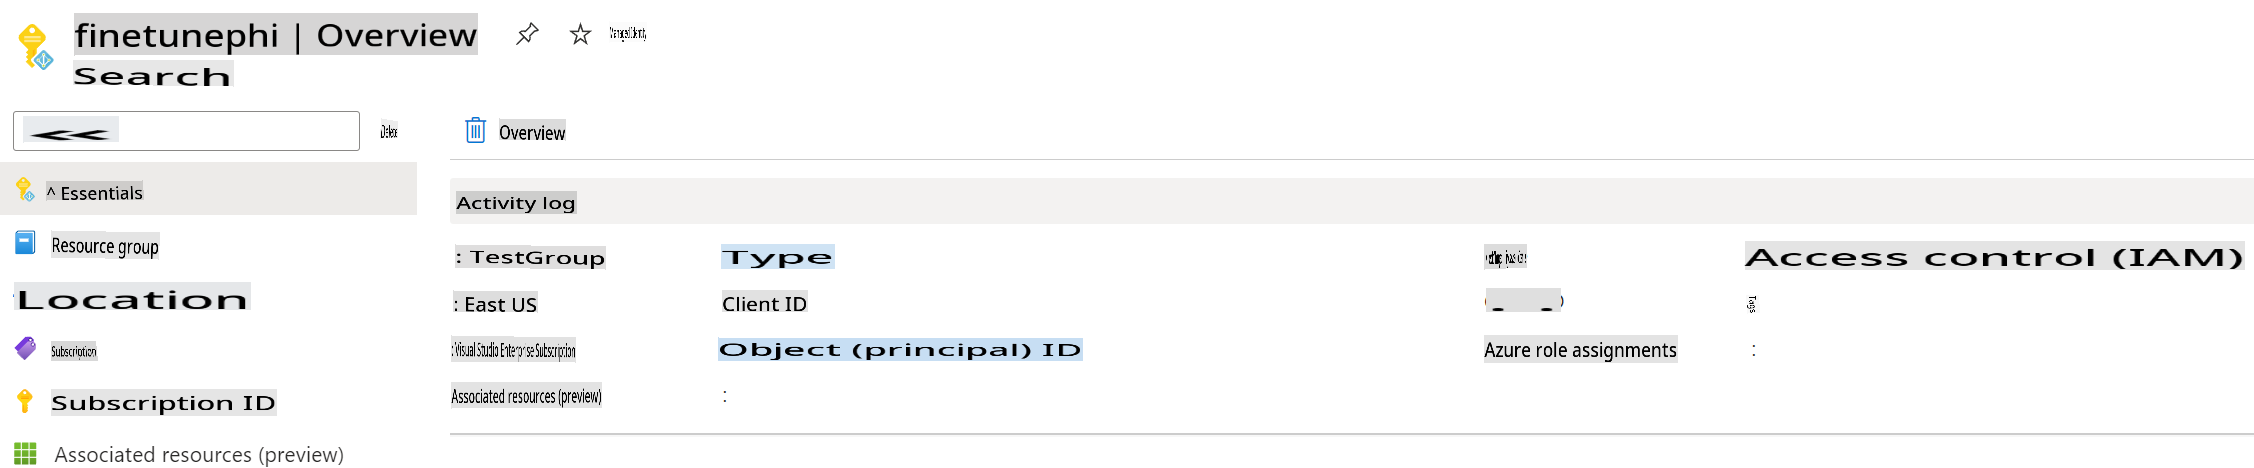 finetunephi | Overview
Managed Identity
Search
<<
Delete
Overview
^ Essentials
Activity log
Resource group
: TestGroup
Type
Access control (IAM)
Location
: East US
Client ID
Tags
Subscription
: Visual Studio Enterprise Subscription
Object (principal) ID
Azure role assignments
:
Subscription ID
Associated resources (preview)
:
Associated resources (preview)